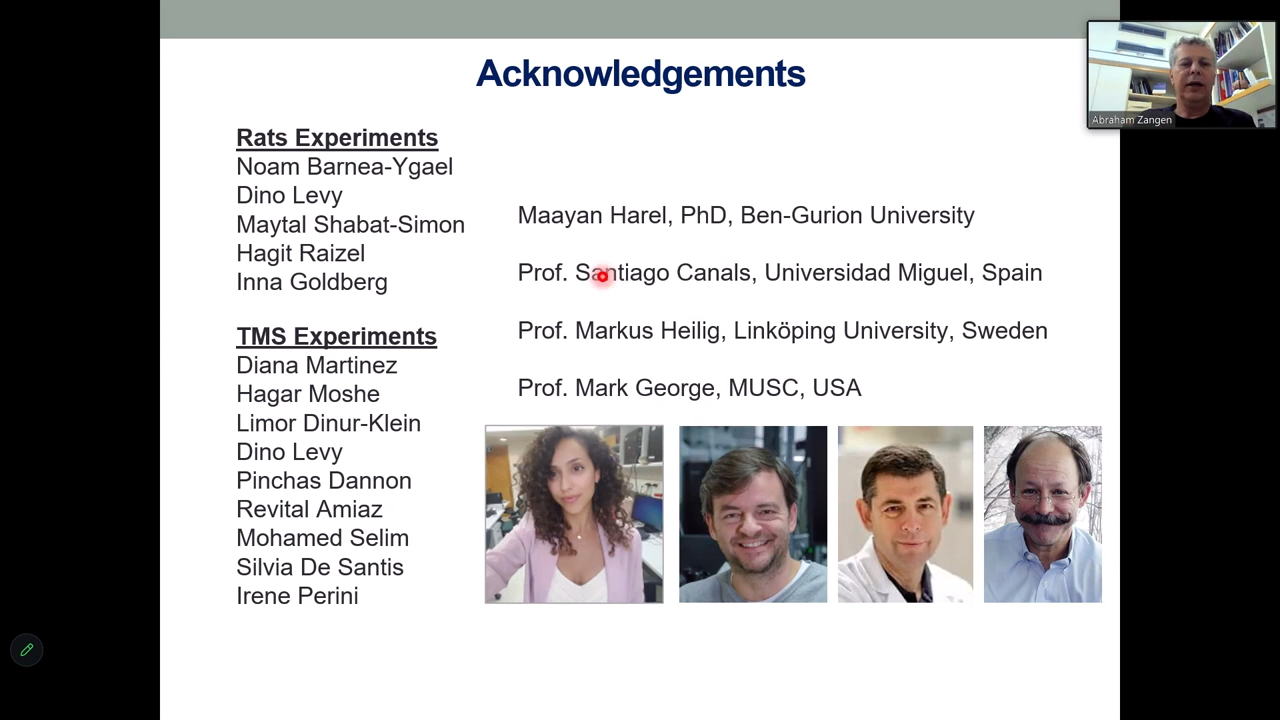 Acknowledgements
Rats Experiments
Noam Barnea-Ygael
Dino Levy
Maytal Shabat-Simon
Hagit Raizel
Inna Goldberg
TMS Experiments
Diana Martinez
Hagar Moshe
Limor Dinur-Klein
Dino Levy
Pinchas Dannon
Revital Amiaz
Mohamed Selim
Silvia De Santis
Irene Perini
Maayan Harel, PhD, Ben-Gurion University
Prof. Santiago Canals, Universidad Miguel, Spain
Prof. Markus Heilig, Linköping University, Sweden
Prof. Mark George, MUSC, USA
Abraham Zangen